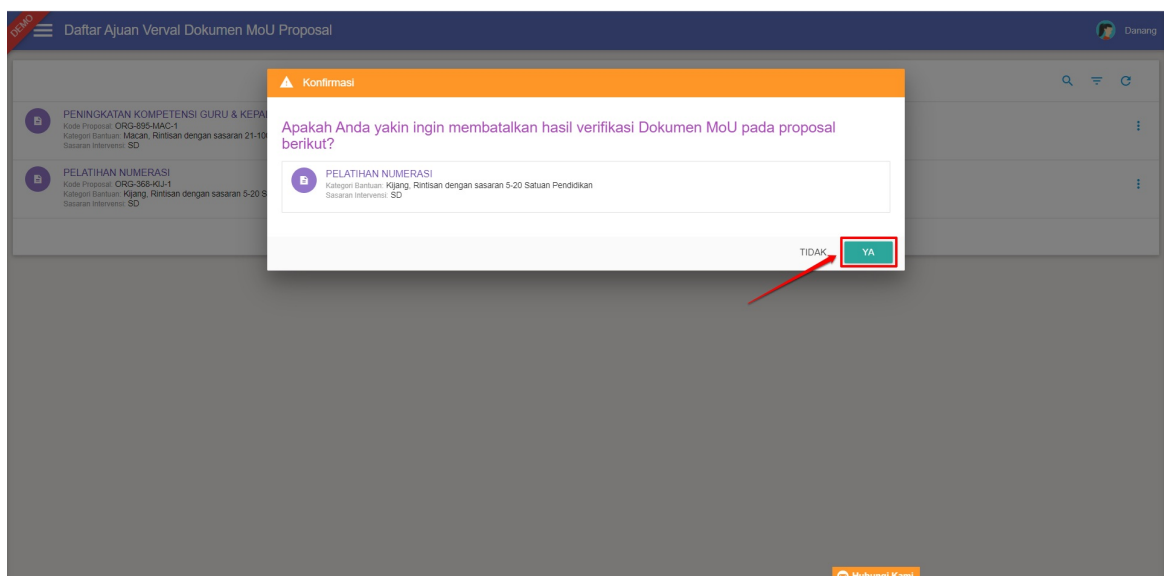 DEMO
Daftar Ajuan Verval Dokumen MoU Proposal
Danang
Konfirmasi
PENINGKATAN KOMPETENSI GURU & KEPA
Kode Proposal: ORG-895-MAC-1
Kategori Bantuan: Macan, Rintisan dengan sasaran 21-10
Sasaran Intervensi: SD
PELATIHAN NUMERASI
Kode Proposal: ORG-368-KIJ-1
Kategori Bantuan: Kijang, Rintisan dengan sasaran 5-20 S
Sasaran Intervensi: SD
Apakah Anda yakin ingin membatalkan hasil verifikasi Dokumen MoU pada proposal
berikut?
PELATIHAN NUMERASI
Kategori Bantuan: Kijang, Rintisan dengan sasaran 5-20 Satuan Pendidikan
Sasaran Intervensi: SD
TIDAK
YA
Hubungi Kami